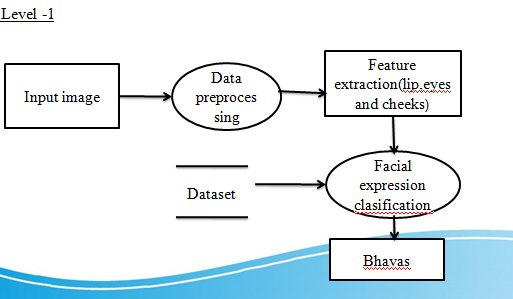 Level -1
Input image
Data
preproces
sing
Feature
extraction(lip,eyes
and cheeks)
Dataset
Facial
expression
clasification
Bhavas